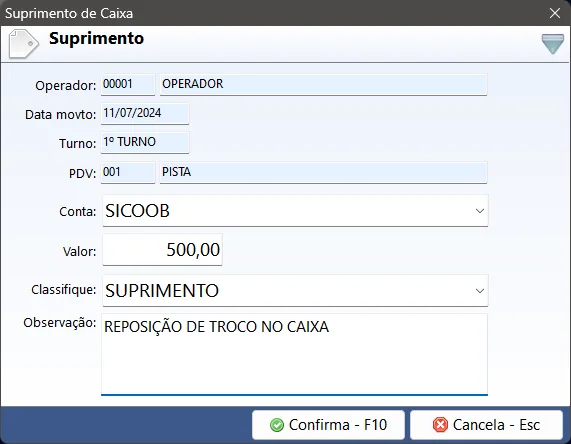 Suprimento de Caixa
Suprimento
Operador: 00001 OPERADOR
Data movto: 11/07/2024
Turno: 1º TURNO
PDV: 001 PISTA
Conta: SICOOB
Valor: 500,00
Classifique: SUPRIMENTO
Observação: REPOSIÇÃO DE TROCO NO CAIXA
Confirma - F10 Cancela - Esc